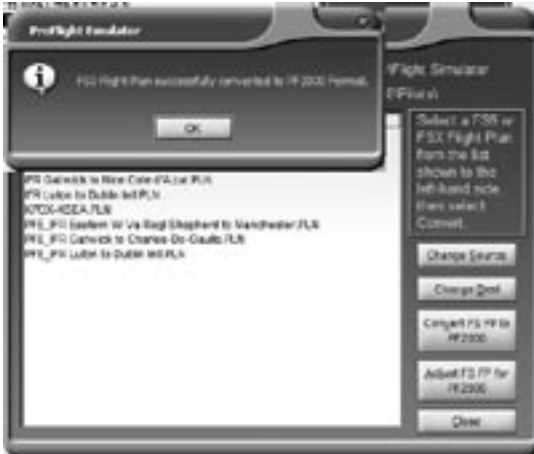 ProFlight Emulator
FS9 Flight Plan successfully converted to PF2000 Format.
OK
Flight Simulator
Select a FS9 or
FSX Flight Plan
from the list
shown to the
left-hand side
then select
Convert.
IFR Gatwick to Nice Cote d'Azur.PLN
IFR Luton to Dublin Intl.PLN
KPDX-KSEA.PLN
PFE_IFR Eastern W Va Regl Shepherd to Manchester.PLN
PFE_IFR Gatwick to Charles-De-Gaulle.PLN
PFE_IFR Luton to Dublin Intl.PLN
Change Source
Change Dest
Convert FS FP to
PF2000
Adjust FS FP for
PF2000
Close